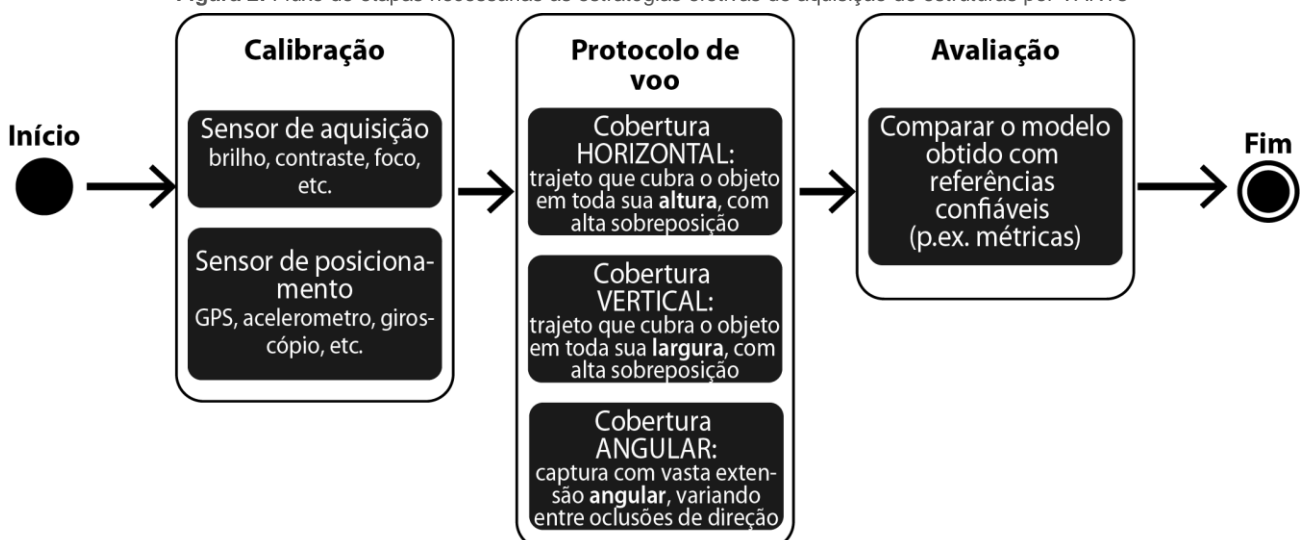 Início
Calibração
Sensor de aquisição
brilho, contraste, foco,
etc.
Sensor de posiciona-
mento
GPS, acelerometro, giros-
cópio, etc.
Protocolo de
voo
Cobertura
HORIZONTAL:
trajeto que cubra o objeto
em toda sua altura, com
alta sobreposição
Cobertura
VERTICAL:
trajeto que cubra o objeto
em toda sua largura, com
alta sobreposição
Cobertura
ANGULAR:
captura com vasta exten-
são angular, variando
entre oclusões de direção
Avaliação
Comparar o modelo
obtido com
referências
confiáveis
(p.ex. métricas)
Fim